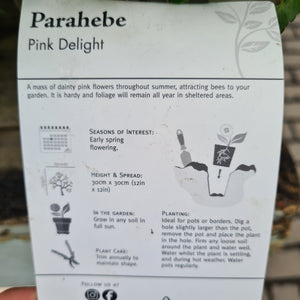 Parahebe
Pink Delight
A mass of dainty pink flowers throughout summer, attracting bees to your
garden. It is hardy and foliage will remain all year in sheltered areas.
Seasons of Interest:
Early spring
flowering.
Height & Spread:
30cm x 30cm (12in
x 12in)
In the Garden:
Grow in any soil in
full sun.
Plant Care:
Trim annually to
maintain shape.
Planting:
Ideal for pots or borders. Dig a
hole slightly larger than the pot,
remove the pot and place the plant
in the hole. Firm any loose soil
around the plant and water well.
Water whilst the plant is settling,
and during hot weather. Water
pots regularly.
Follow us at